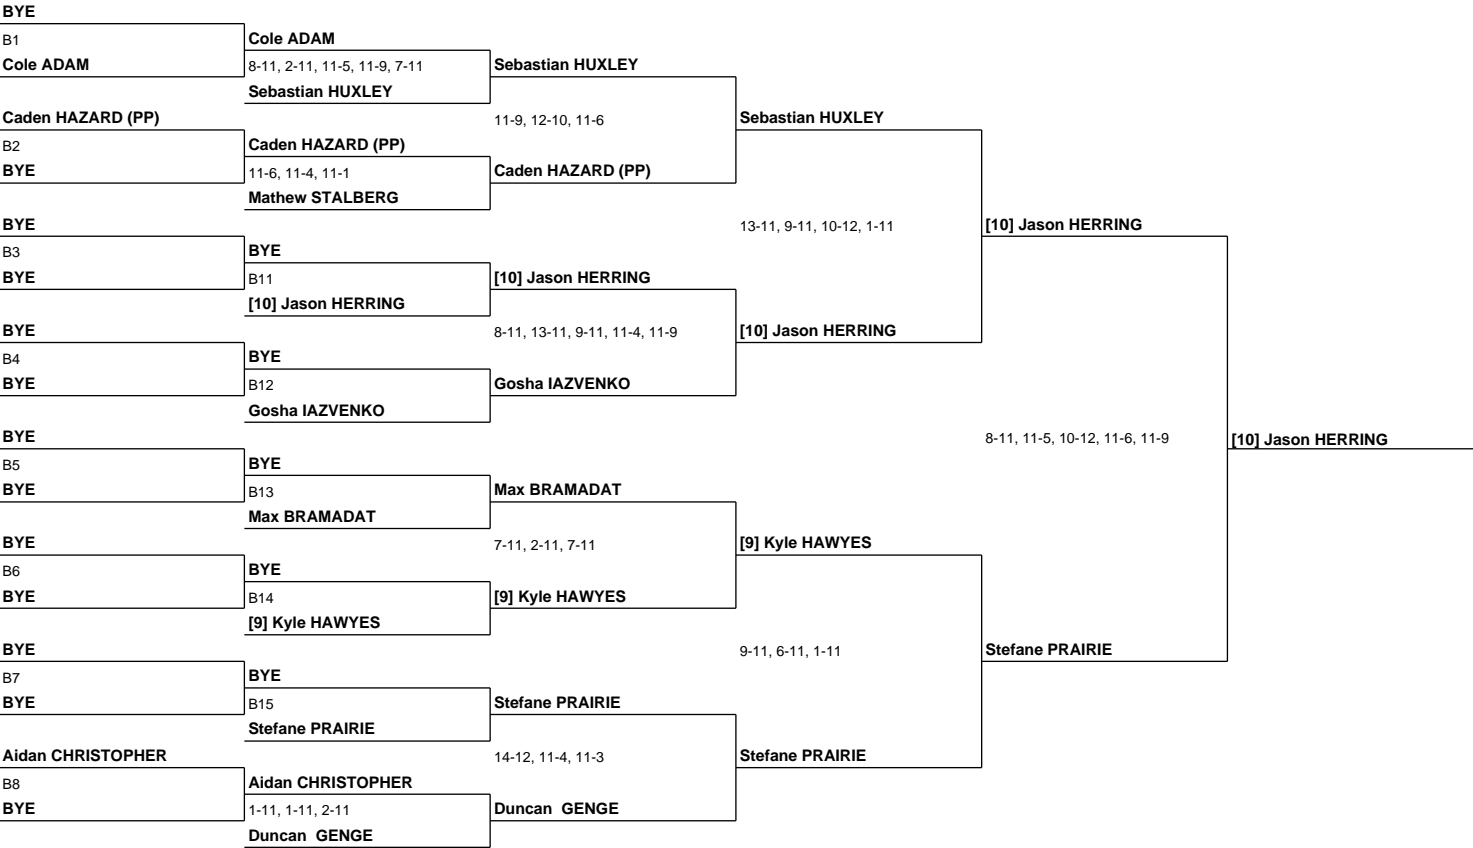 BYE
B1
Cole ADAM
Caden HAZARD (PP)
B2
BYE
BYE
B3
BYE
BYE
B4
BYE
BYE
B5
BYE
BYE
B6
BYE
BYE
B7
BYE
Aidan CHRISTOPHER
B8
BYE
Cole ADAM
8-11, 2-11, 11-5, 11-9, 7-11
Sebastian HUXLEY
Caden HAZARD (PP)
11-6, 11-4, 11-1
Mathew STALBERG
BYE
B11
[10] Jason HERRING
BYE
B12
Gosha IAZVENKO
BYE
B13
Max BRAMADAT
BYE
B14
[9] Kyle HAWYES
BYE
B15
Stefane PRAIRIE
Aidan CHRISTOPHER
1-11, 1-11, 2-11
Duncan  GENGE
Sebastian HUXLEY
11-9, 12-10, 11-6
Caden HAZARD (PP)
[10] Jason HERRING
8-11, 13-11, 9-11, 11-4, 11-9
Gosha IAZVENKO
Max BRAMADAT
7-11, 2-11, 7-11
[9] Kyle HAWYES
Stefane PRAIRIE
14-12, 11-4, 11-3
Duncan  GENGE
Sebastian HUXLEY
13-11, 9-11, 10-12, 1-11
[10] Jason HERRING
[9] Kyle HAWYES
9-11, 6-11, 1-11
Stefane PRAIRIE
[10] Jason HERRING
8-11, 11-5, 10-12, 11-6, 11-9
Stefane PRAIRIE
[10] Jason HERRING